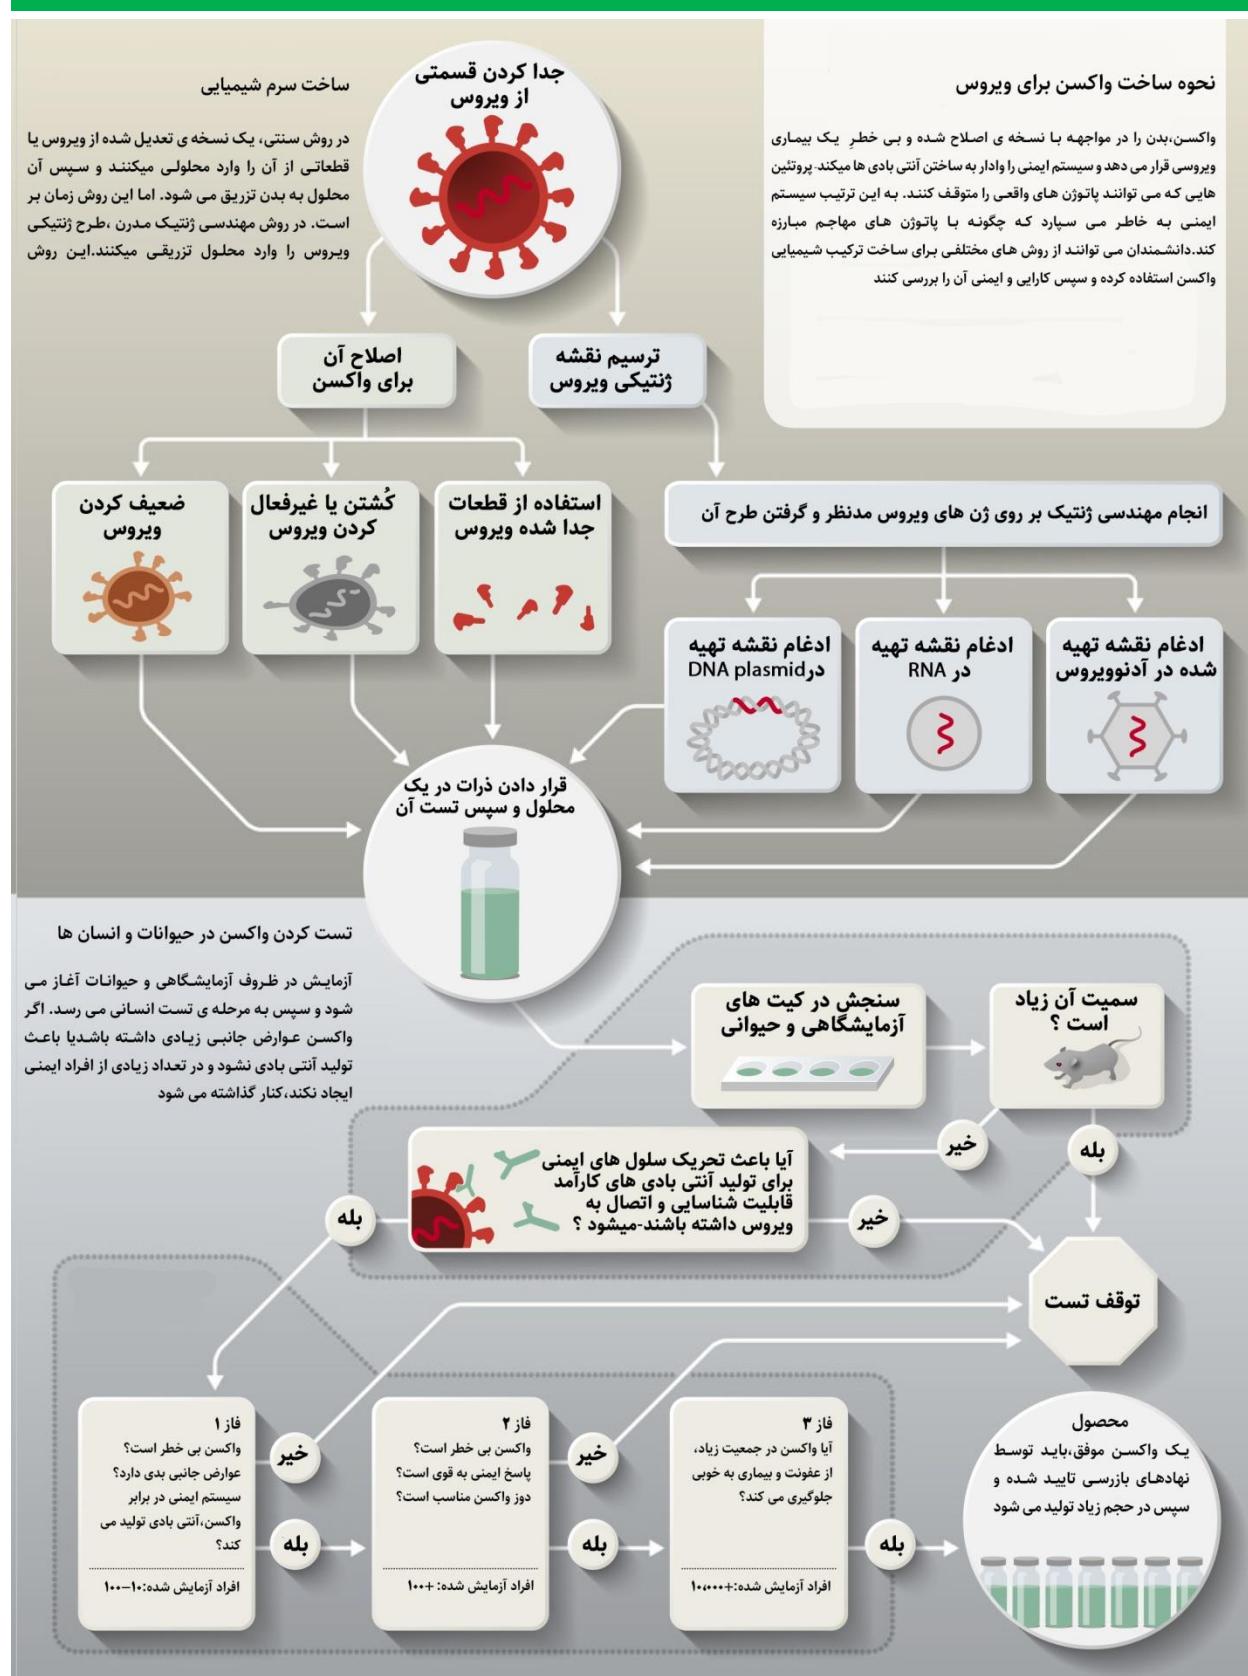 نحوه ساخت واکسن برای ویروس
واکسن،بدن را در مواجهه با نسخه ی اصلاح شده و بی خطرِ یک بیماری
ویروسی قرار می دهد و سیستم ایمنی را وادار به ساختن آنتی بادی ها میکند-پروتئین
هایی که می توانند پاتوژن های واقعی را متوقف کنند. به این ترتیب سیستم
ایمنی به خاطر می سپارد که چگونه با پاتوژن های مهاجم مبارزه
کند.دانشمندان می توانند از روش های مختلفی برای ساخت ترکیب شیمیایی
واکسن استفاده کرده و سپس کارایی و ایمنی آن را بررسی کنند
جدا کردن قسمتی
از ویروس
ساخت سرم شیمیایی
در روش سنتی، یک نسخه ی تعدیل شده از ویروس یا
قطعاتی از آن را وارد محلولی میکنند و سپس آن
محلول به بدن تزریق می شود. اما این روش زمان بر
است. در روش مهندسی ژنتیک مدرن ،طرح ژنتیکی
ویروس را وارد محلول تزریقی میکنند.این روش
ترسیم نقشه
ژنتیکی ویروس
اصلاح آن
برای واکسن
انجام مهندسی ژنتیک بر روی ژن های ویروس مدنظر و گرفتن طرح آن
استفاده از قطعات
جدا شده ویروس
کُشتن یا غیرفعال
کردن ویروس
ضعیف کردن
ویروس
ادغام نقشه تهیه
شده در آدنوویروس
ادغام نقشه تهیه
در RNA
ادغام نقشه تهیه
درDNA plasmid
قرار دادن ذرات در یک
محلول و سپس تست آن
تست کردن واکسن در حیوانات و انسان ها
آزمایش در ظروف آزمایشگاهی و حیوانات آغاز می
شود و سپس به مرحله ی تست انسانی می رسد. اگر
واکسن عوارض جانبی زیادی داشته باشدیا باعث
تولید آنتی بادی نشود و در تعداد زیادی از افراد ایمنی
ایجاد نکند،کنار گذاشته می شود
سنجش در کیت های
آزمایشگاهی و حیوانی
سمیت آن زیاد
است ؟
خیر
بله
آیا باعث تحریک سلول های ایمنی
برای تولید آنتی بادی های کارآمد
قابلیت شناسایی و اتصال به
ویروس داشته باشند-میشود ؟
خیر
بله
توقف تست
فاز ۱
واکسن بی خطر است؟
عوارض جانبی بدی دارد؟
سیستم ایمنی در برابر
واکسن،آنتی بادی تولید می
کند؟
افراد آزمایش شده:۱۰-۱۰۰
خیر
بله
فاز ۲
واکسن بی خطر است؟
پاسخ ایمنی به قوی است؟
دوز واکسن مناسب است؟
افراد آزمایش شده: +۱۰۰
خیر
بله
فاز ۳
آیا واکسن در جمعیت زیاد،
از عفونت و بیماری به خوبی
جلوگیری می کند؟
افراد آزمایش شده:+۱۰،۰۰۰
بله
محصول
یک واکسن موفق،باید توسط
نهادهای بازرسی تایید شده و
سپس در حجم زیاد تولید می شود